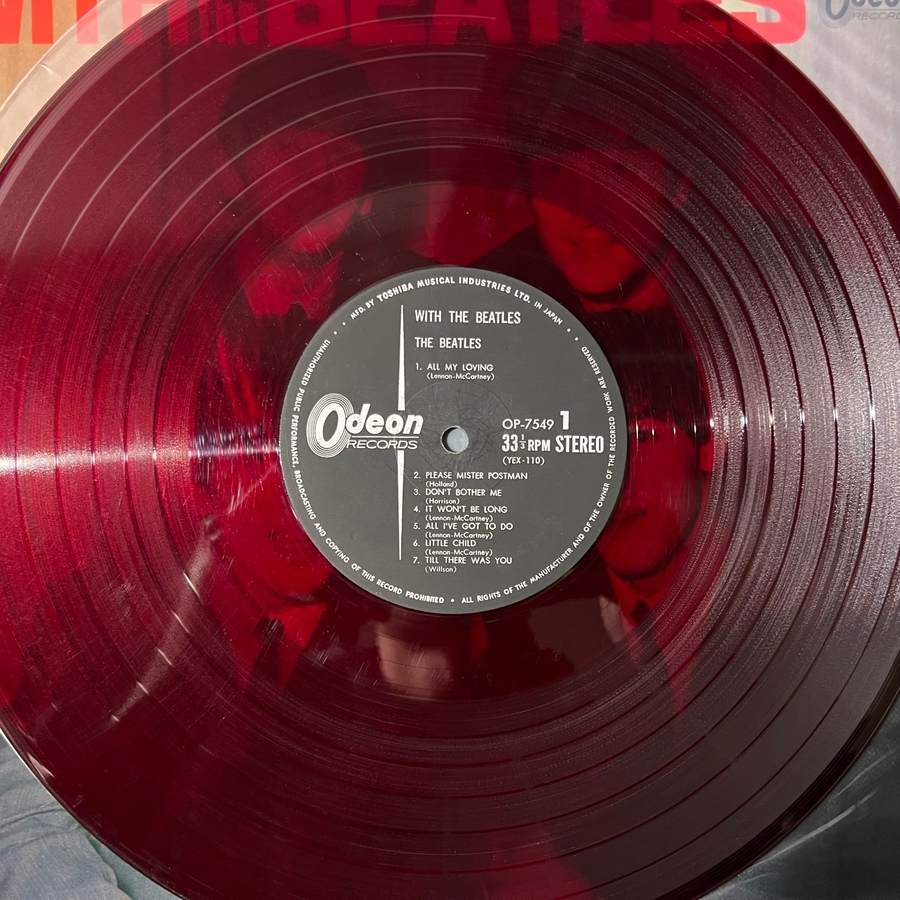 WITH THE BEATLES
Odeon
RECORDS
MFD. BY TOSHIBA MUSICAL INDUSTRIES LTD. IN JAPAN
WITH THE BEATLES
THE BEATLES
1. ALL MY LOVING
(Lennon-McCartney)
Odeon
RECORDS
OP-7549 1
33 1/3 RPM STEREO
(YEX-110)
2. PLEASE MISTER POSTMAN
(Holland)
3. DON'T BOTHER ME
(Harrison)
4. IT WON'T BE LONG
(Lennon-McCartney)
5. ALL I'VE GOT TO DO
(Lennon-McCartney)
6. LITTLE CHILD
(Lennon-McCartney)
7. TILL THERE WAS YOU
(Willson)
UNAUTHORIZED PUBLIC PERFORMANCE, BROADCASTING AND COPYING OF THIS RECORD PROHIBITED • ALL RIGHTS OF THE MANUFACTURER AND OF THE OWNER OF THE RECORDED WORK ARE RESERVED